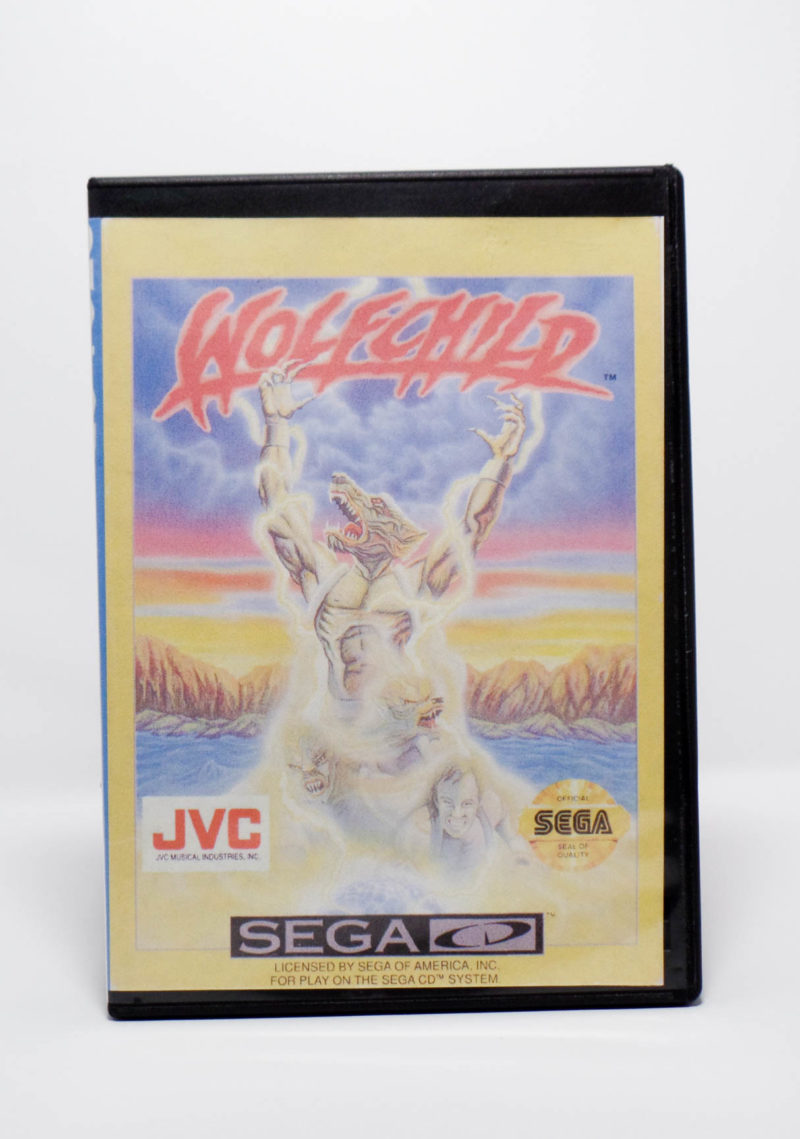 WOLFCHILD
TM
JVC
JVC MUSICAL INDUSTRIES, INC.
OFFICIAL
SEGA
SEAL OF
QUALITY
SEGA CD™
LICENSED BY SEGA OF AMERICA, INC.
FOR PLAY ON THE SEGA CD™ SYSTEM.